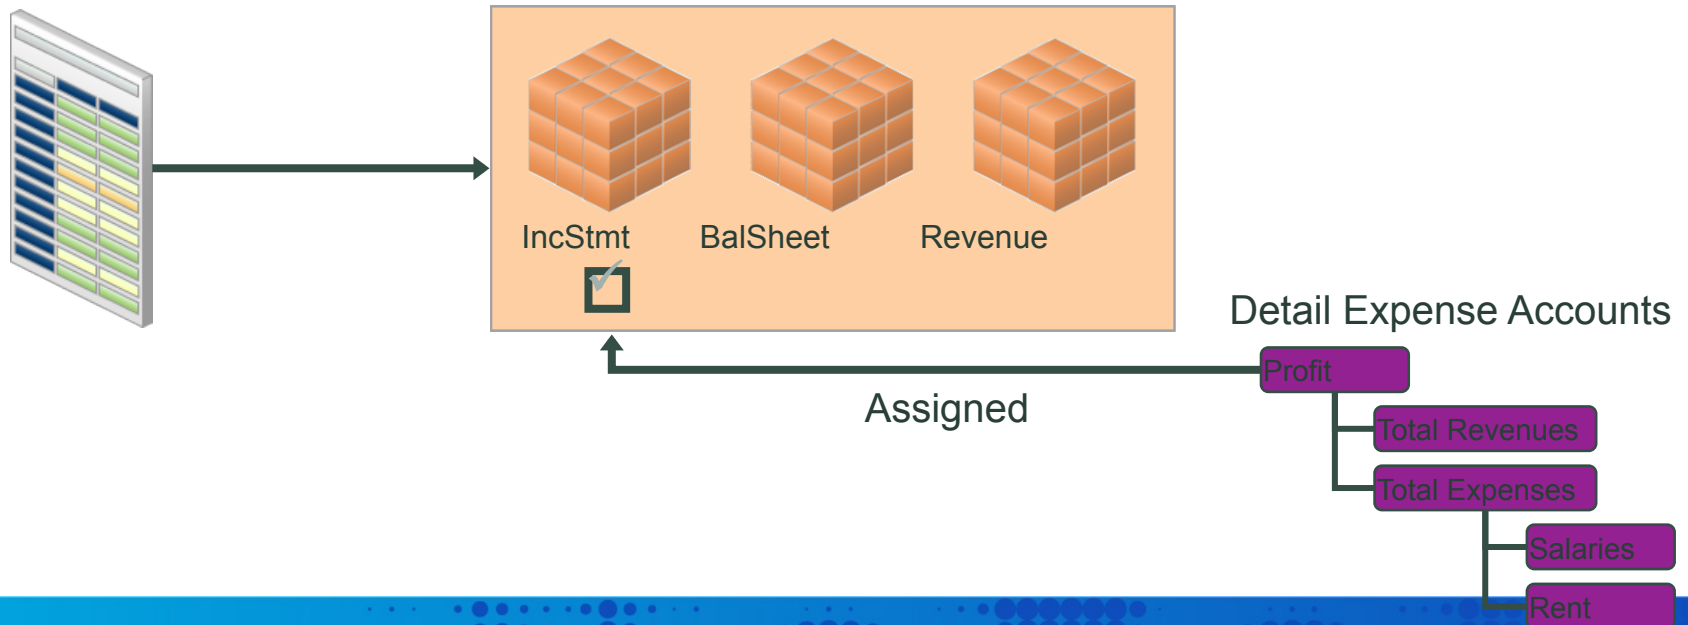 IncStmt
BalSheet
Revenue
Detail Expense Accounts
Profit
Assigned
Total Revenues
Total Expenses
Salaries
Rent